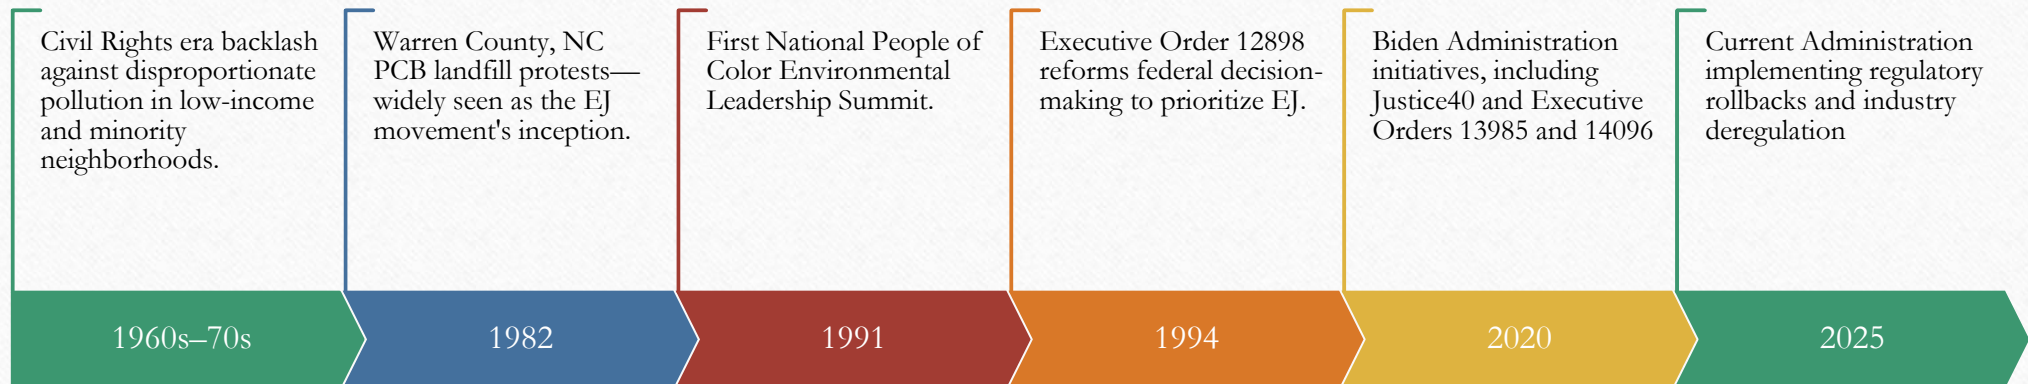 Civil Rights era backlash
against disproportionate
pollution in low-income
and minority
neighborhoods.
Warren County, NC
PCB landfill protests—
widely seen as the EJ
movement's inception.
First National People of
Color Environmental
Leadership Summit.
Executive Order 12898
reforms federal decision-
making to prioritize EJ.
Biden Administration
initiatives, including
Justice40 and Executive
Orders 13985 and 14096
Current Administration
implementing regulatory
rollbacks and industry
deregulation
1960s–70s
1982
1991
1994
2020
2025